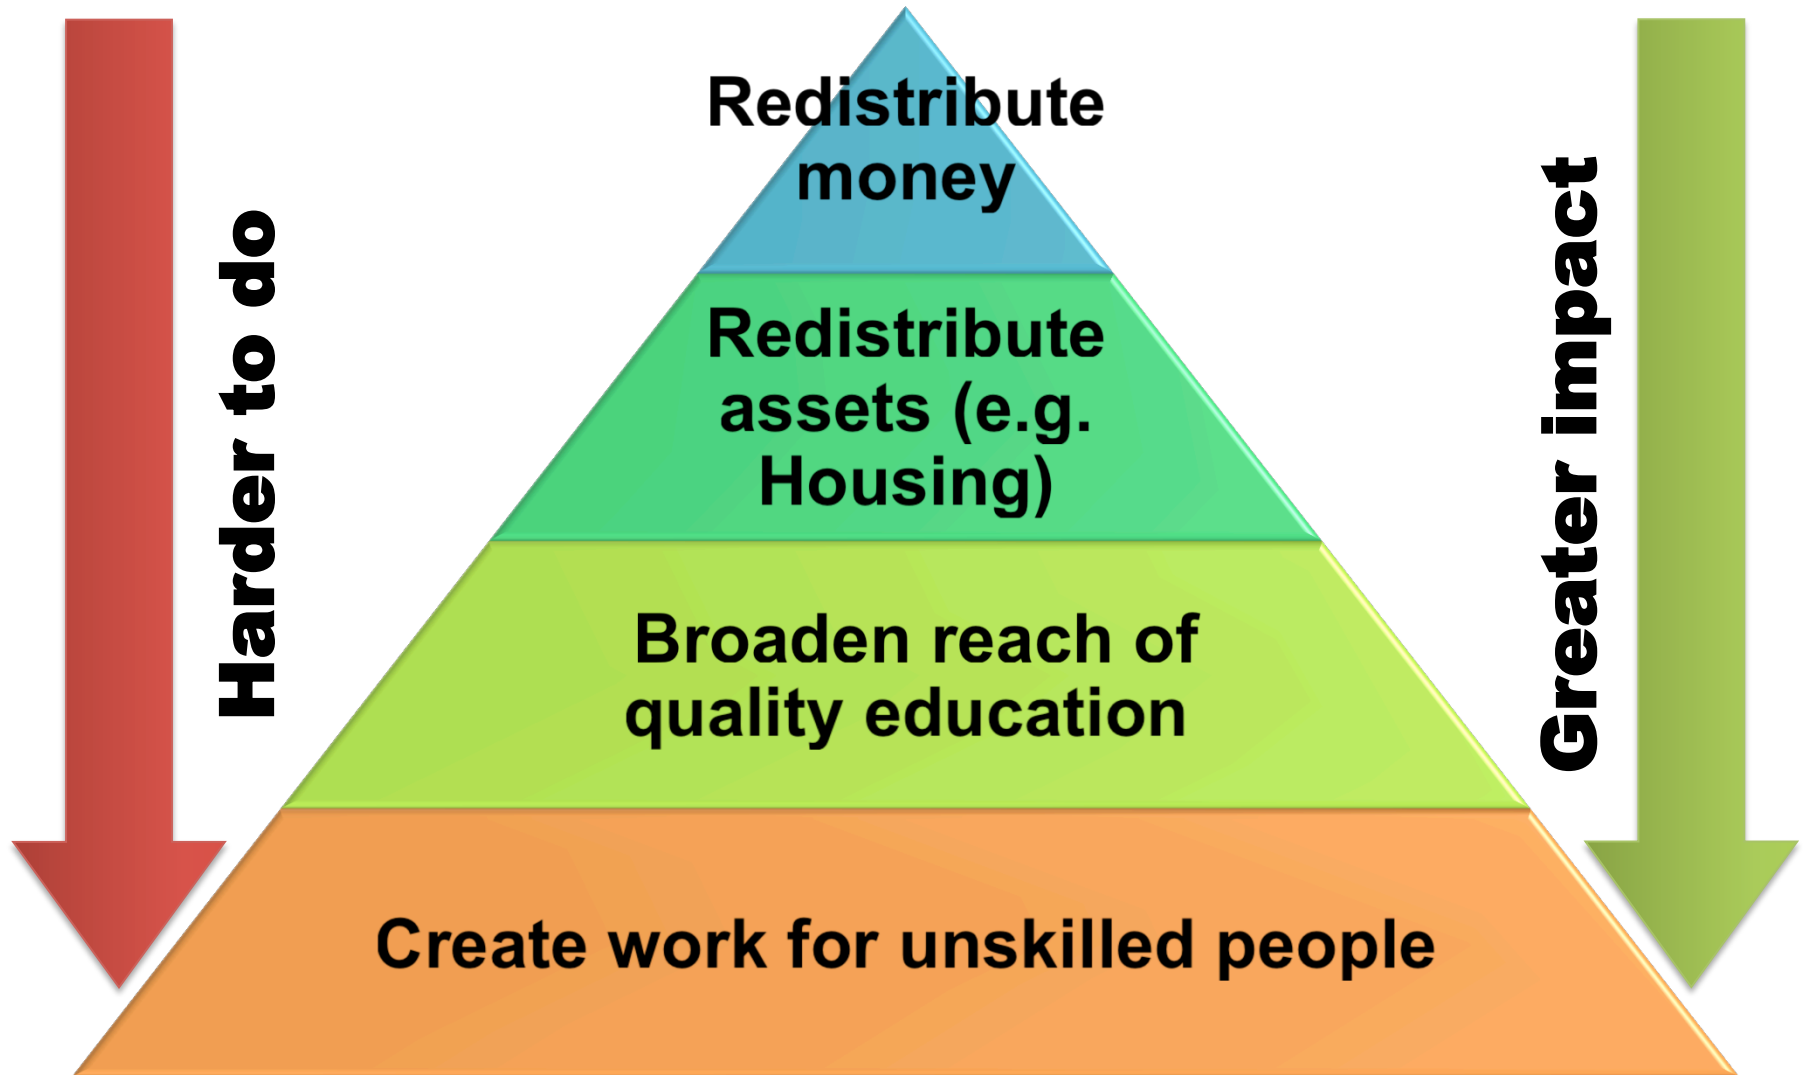 Redistribute
money
Redistribute
assets (e.g.
Housing)
Broaden reach of
quality education
Create work for unskilled people
Harder to do
Greater impact